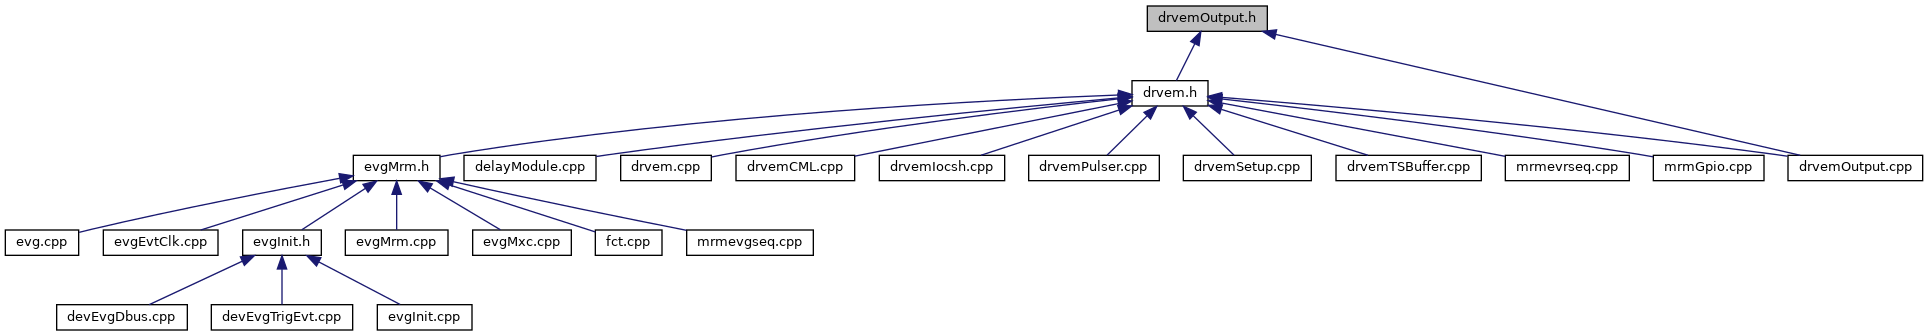 drvemOutput.h
drvem.h
evgMrm.h
delayModule.cpp
drvem.cpp
drvemCML.cpp
drvemIocsh.cpp
drvemPulser.cpp
drvemSetup.cpp
drvemTSBuffer.cpp
mrmevrseq.cpp
mrmGpio.cpp
drvemOutput.cpp
evg.cpp
evgEvtClk.cpp
evgInit.h
evgMrm.cpp
evgMxc.cpp
fct.cpp
mrmevgseq.cpp
devEvgDbus.cpp
devEvgTrigEvt.cpp
evgInit.cpp